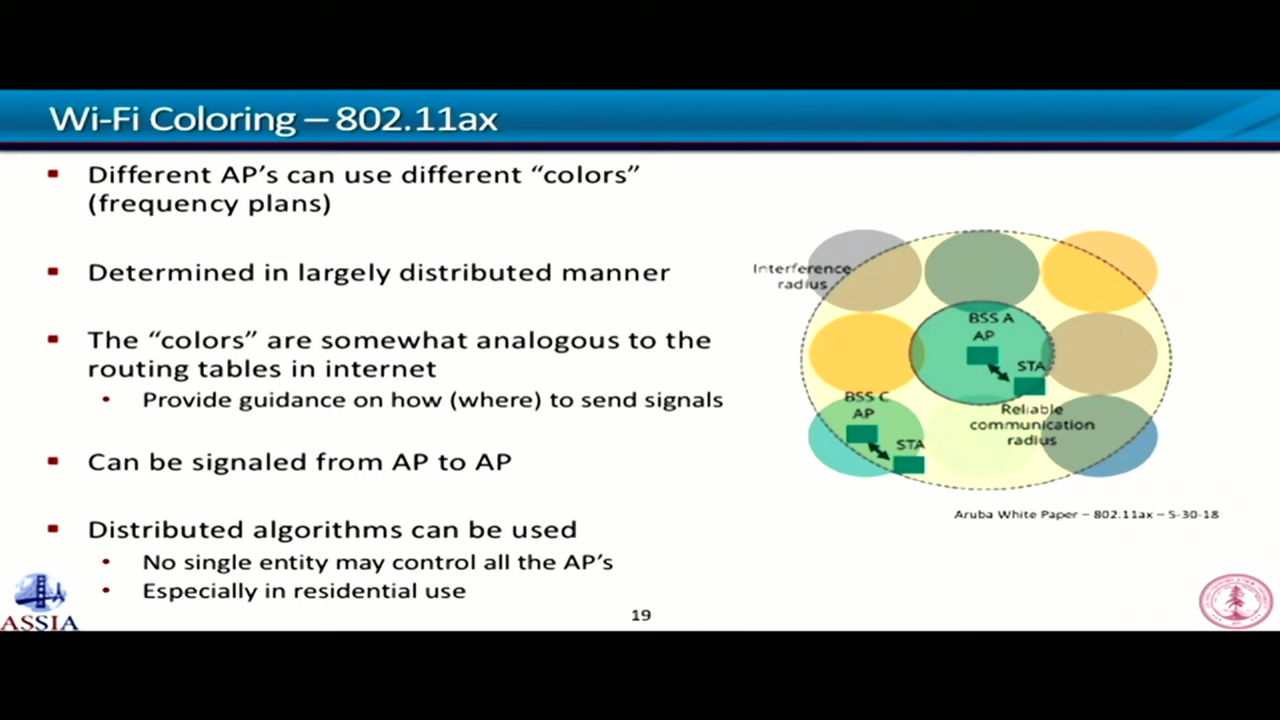 Wi-Fi Coloring – 802.11ax
Different AP's can use different “colors”
(frequency plans)
Determined in largely distributed manner
The “colors” are somewhat analogous to the
routing tables in internet
Provide guidance on how (where) to send signals
Can be signaled from AP to AP
Distributed algorithms can be used
No single entity may control all the AP's
Especially in residential use
Interference
radius
BSS A
AP
STA
Reliable
communication
radius
BSS C
AP
STA
Aruba White Paper – 802.11ax – 5-30-18
ASSIA
19